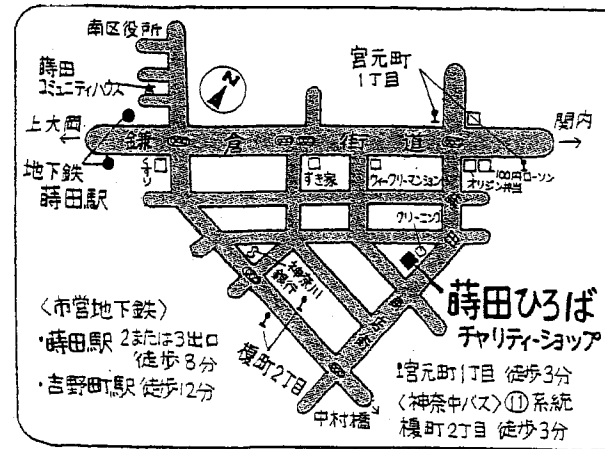 南区役所
蒔田
コミュニティハウス
宮元町
1丁目
上大岡
関内
鎌倉街道
地下鉄
蒔田駅
くすり
すき家
ウィークリーマンション
オリジン弁当
100円ローソン
クリーニング
神奈川
銀行
蒔田ひろば
チャリティーショップ
〈市営地下鉄〉
・蒔田駅 2または3出口
徒歩8分
・吉野町駅 徒歩12分
榎町2丁目
中村橋
宮元町1丁目 徒歩3分
〈神奈中バス〉⑪系統
榎町2丁目 徒歩3分
N